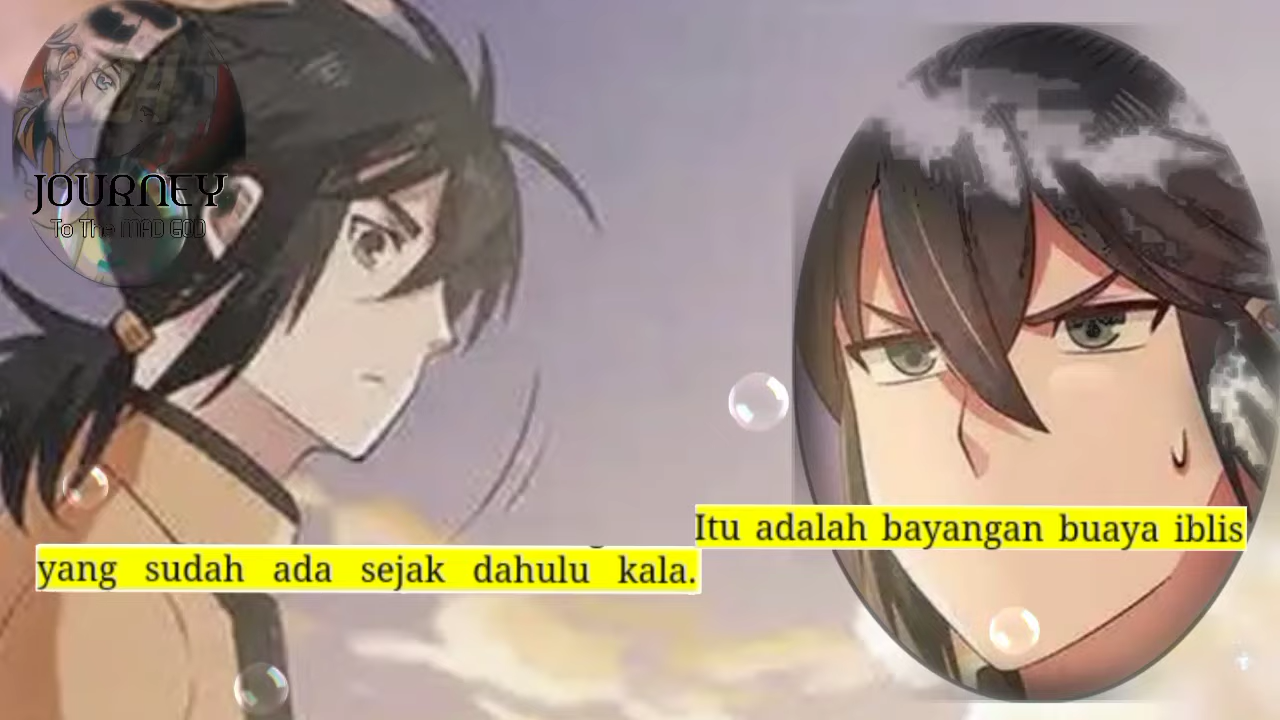 JOURNEY
To The MAD GOD
Itu adalah bayangan buaya iblis
yang sudah ada sejak dahulu kala.